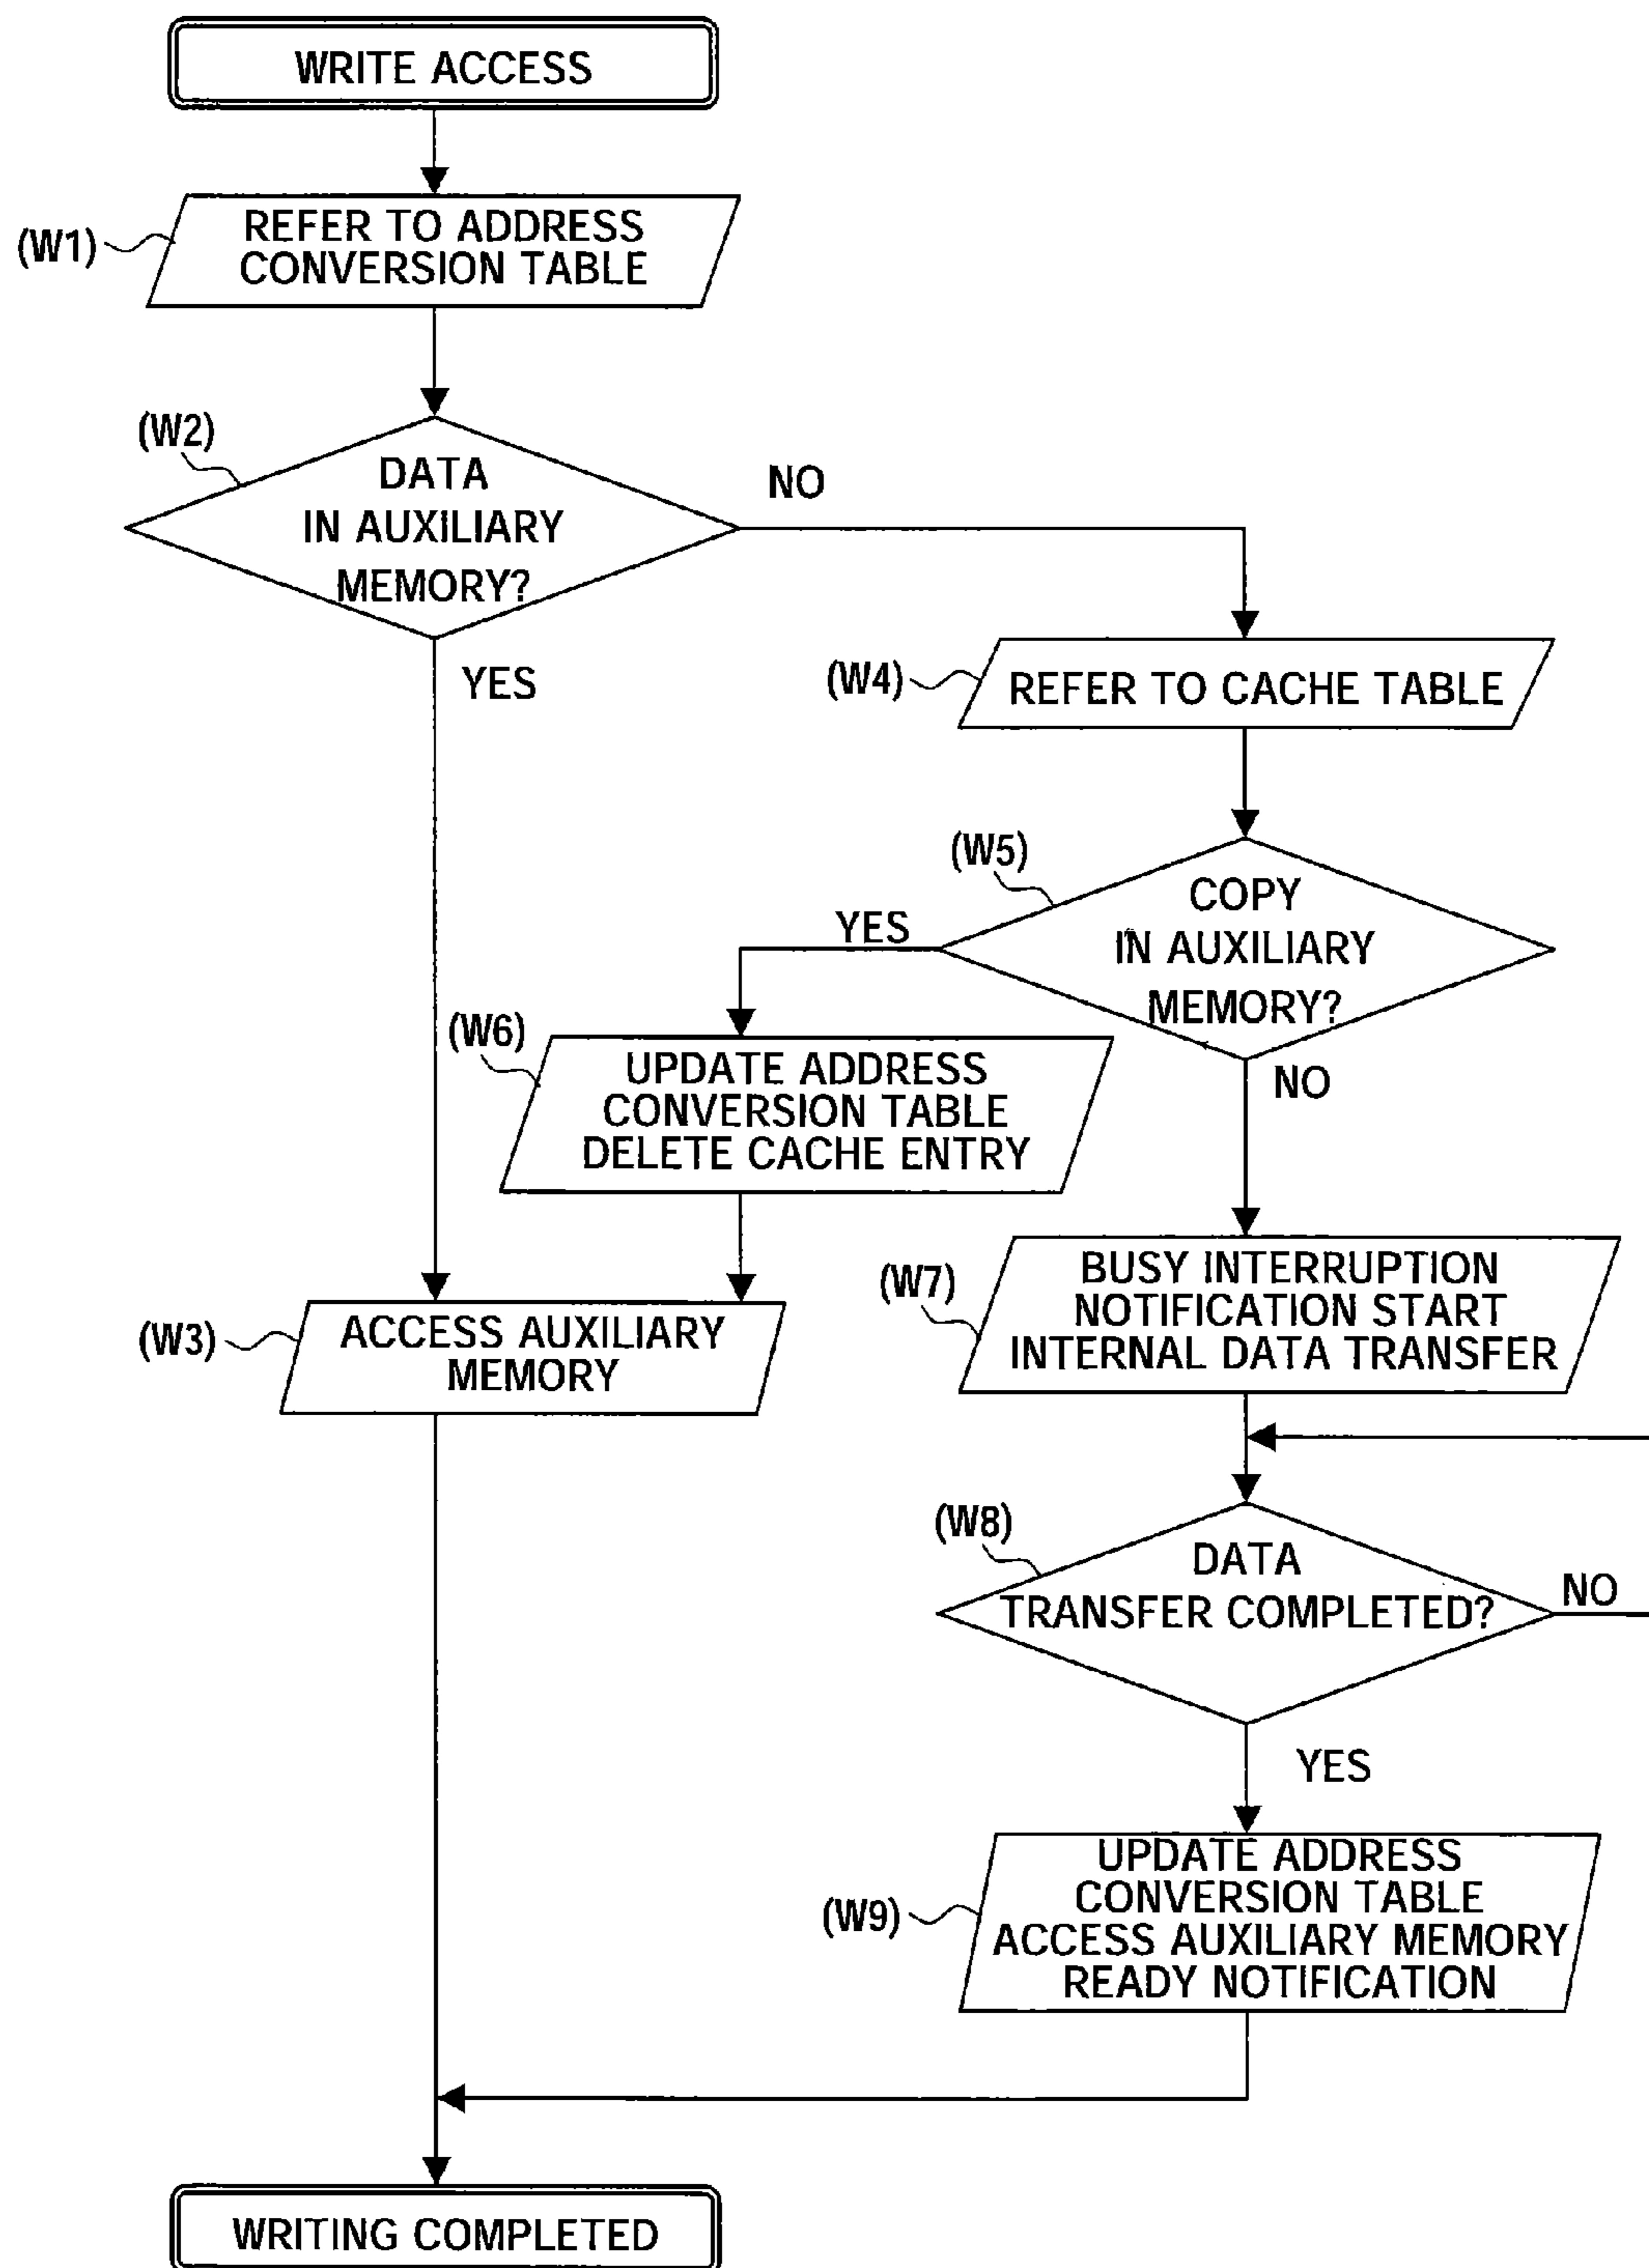 WRITE ACCESS
(W1)
REFER TO ADDRESS
CONVERSION TABLE
(W2)
DATA
IN AUXILIARY
MEMORY?
NO
YES
(W4)
REFER TO CACHE TABLE
(W5)
COPY
IN AUXILIARY
MEMORY?
YES
NO
(W6)
UPDATE ADDRESS
CONVERSION TABLE
DELETE CACHE ENTRY
(W3)
ACCESS AUXILIARY
MEMORY
(W7)
BUSY INTERRUPTION
NOTIFICATION START
INTERNAL DATA TRANSFER
(W8)
DATA
TRANSFER COMPLETED?
NO
YES
(W9)
UPDATE ADDRESS
CONVERSION TABLE
ACCESS AUXILIARY MEMORY
READY NOTIFICATION
WRITING COMPLETED